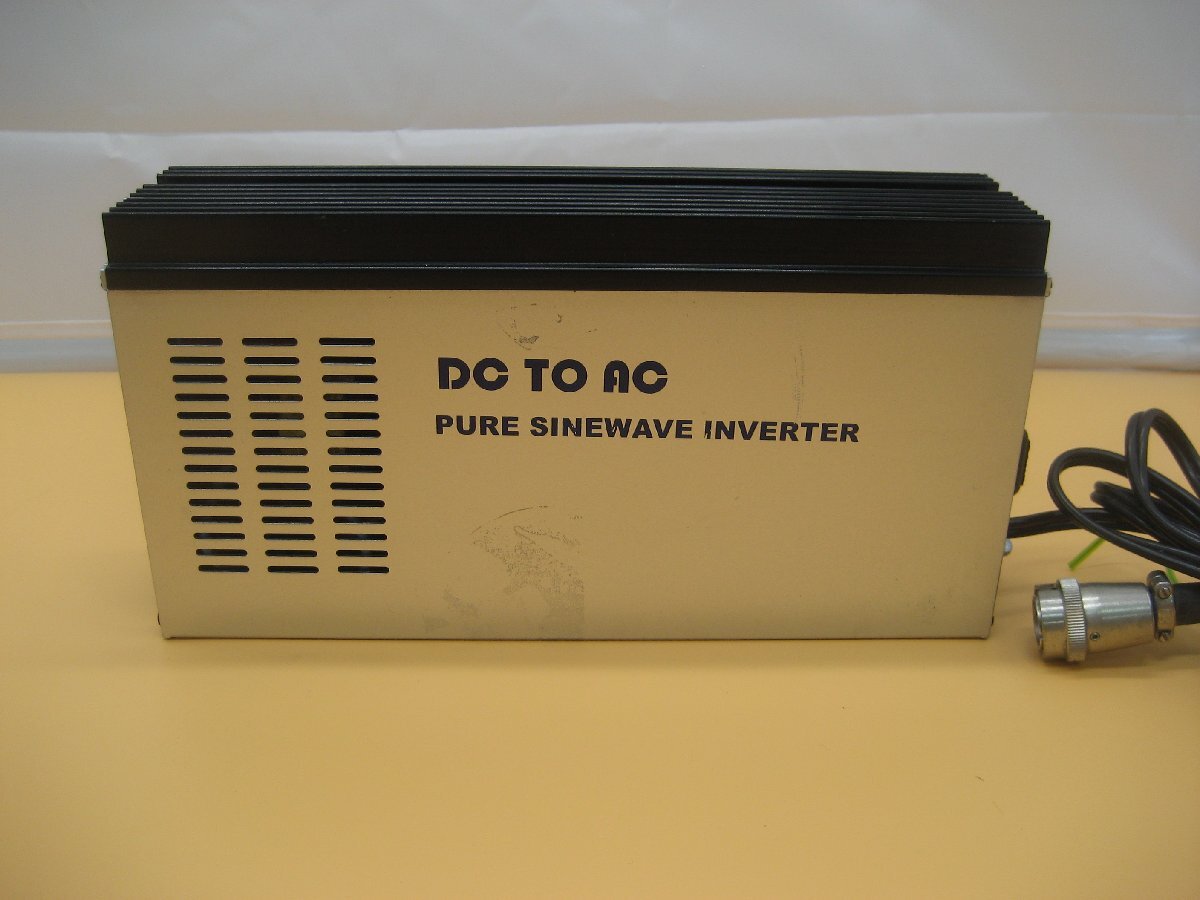 DC TO AC
PURE SINEWAVE INVERTER